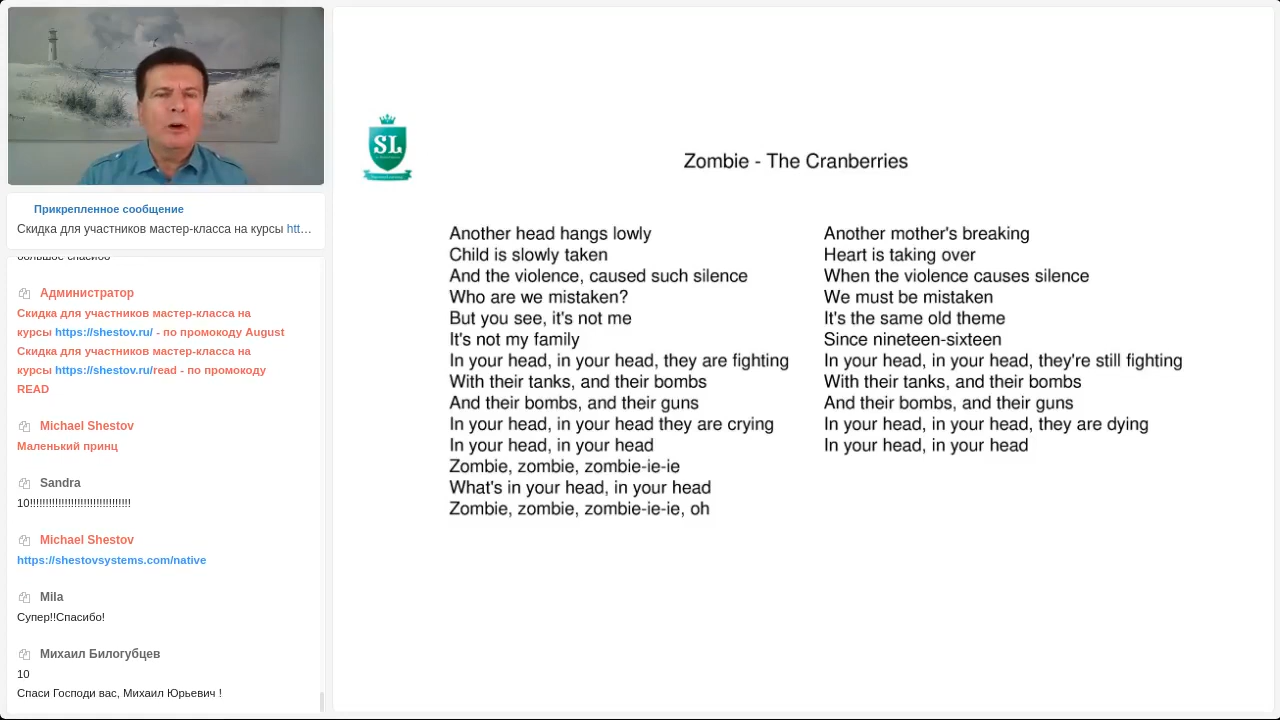 Прикрепленное сообщение
Скидка для участников мастер-класса на курсы htt…
большое спасибо
Администратор
Скидка для участников мастер-класса на
курсы https://shestov.ru/ - по промокоду August
Скидка для участников мастер-класса на
курсы https://shestov.ru/read - по промокоду
READ
Michael Shestov
Маленький принц
Sandra
10!!!!!!!!!!!!!!!!!!!!!!!!!!!!!!!!
Michael Shestov
https://shestovsystems.com/native
Mila
Супер!!Спасибо!
Михаил Билогубцев
10
Спаси Господи вас, Михаил Юрьевич !
SL
Zombie - The Cranberries
Another head hangs lowly
Child is slowly taken
And the violence, caused such silence
Who are we mistaken?
But you see, it's not me
It's not my family
In your head, in your head, they are fighting
With their tanks, and their bombs
And their bombs, and their guns
In your head, in your head they are crying
In your head, in your head
Zombie, zombie, zombie-ie-ie
What's in your head, in your head
Zombie, zombie, zombie-ie-ie, oh
Another mother's breaking
Heart is taking over
When the violence causes silence
We must be mistaken
It's the same old theme
Since nineteen-sixteen
In your head, in your head, they're still fighting
With their tanks, and their bombs
And their bombs, and their guns
In your head, in your head, they are dying
In your head, in your head